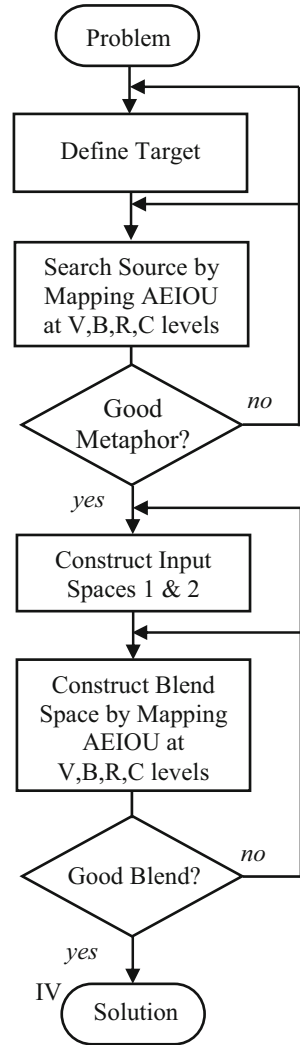 Problem
Define Target
Search Source by
Mapping AEIOU
at V,B,R,C levels
Good
Metaphor?
no
yes
Construct Input
Spaces 1 & 2
Construct Blend
Space by Mapping
AEIOU at
V,B,R,C levels
Good Blend?
no
yes
IV
Solution